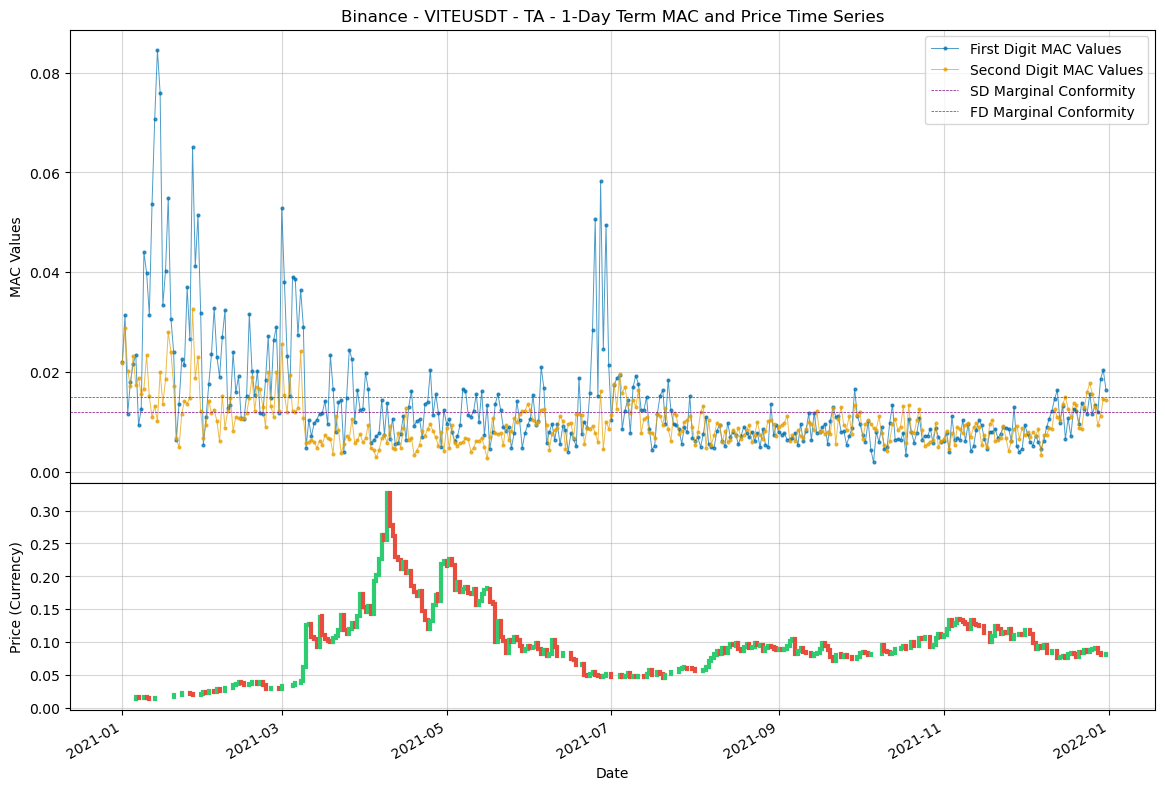 Binance - VITEUSDT - TA - 1-Day Term MAC and Price Time Series
First Digit MAC Values
Second Digit MAC Values
SD Marginal Conformity
FD Marginal Conformity
MAC Values
0.08
0.06
0.04
0.02
0.00
Price (Currency)
0.30
0.25
0.20
0.15
0.10
0.05
0.00
2021-01
2021-03
2021-05
2021-07
2021-09
2021-11
2022-01
Date